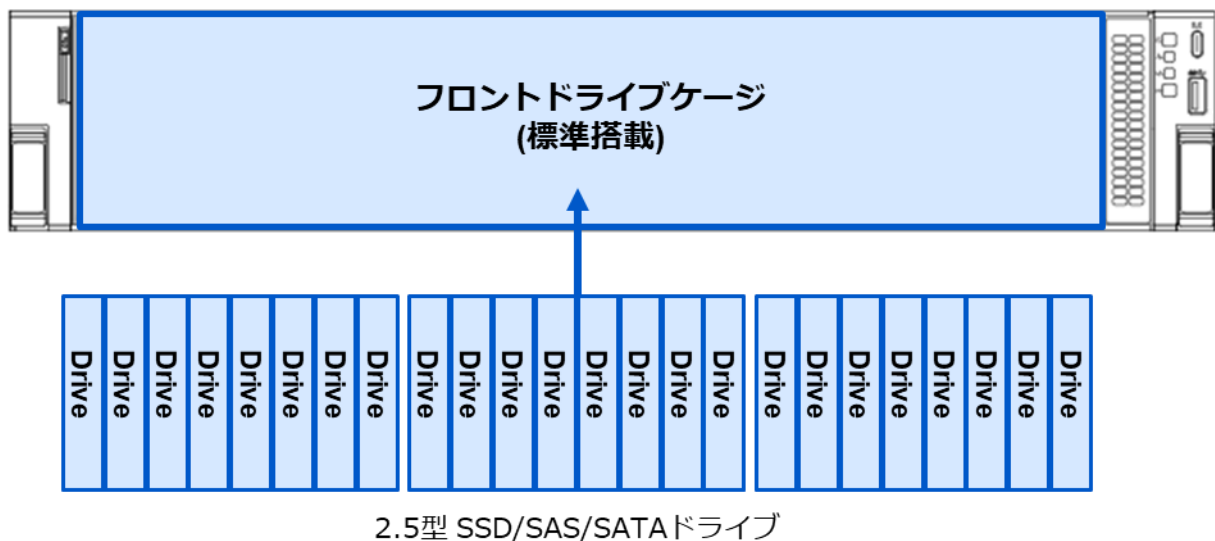 フロントドライブケージ
(標準搭載)
Drive Drive Drive Drive Drive Drive Drive Drive Drive Drive Drive Drive Drive Drive Drive Drive Drive Drive Drive Drive Drive Drive Drive Drive
2.5型 SSD/SAS/SATAドライブ